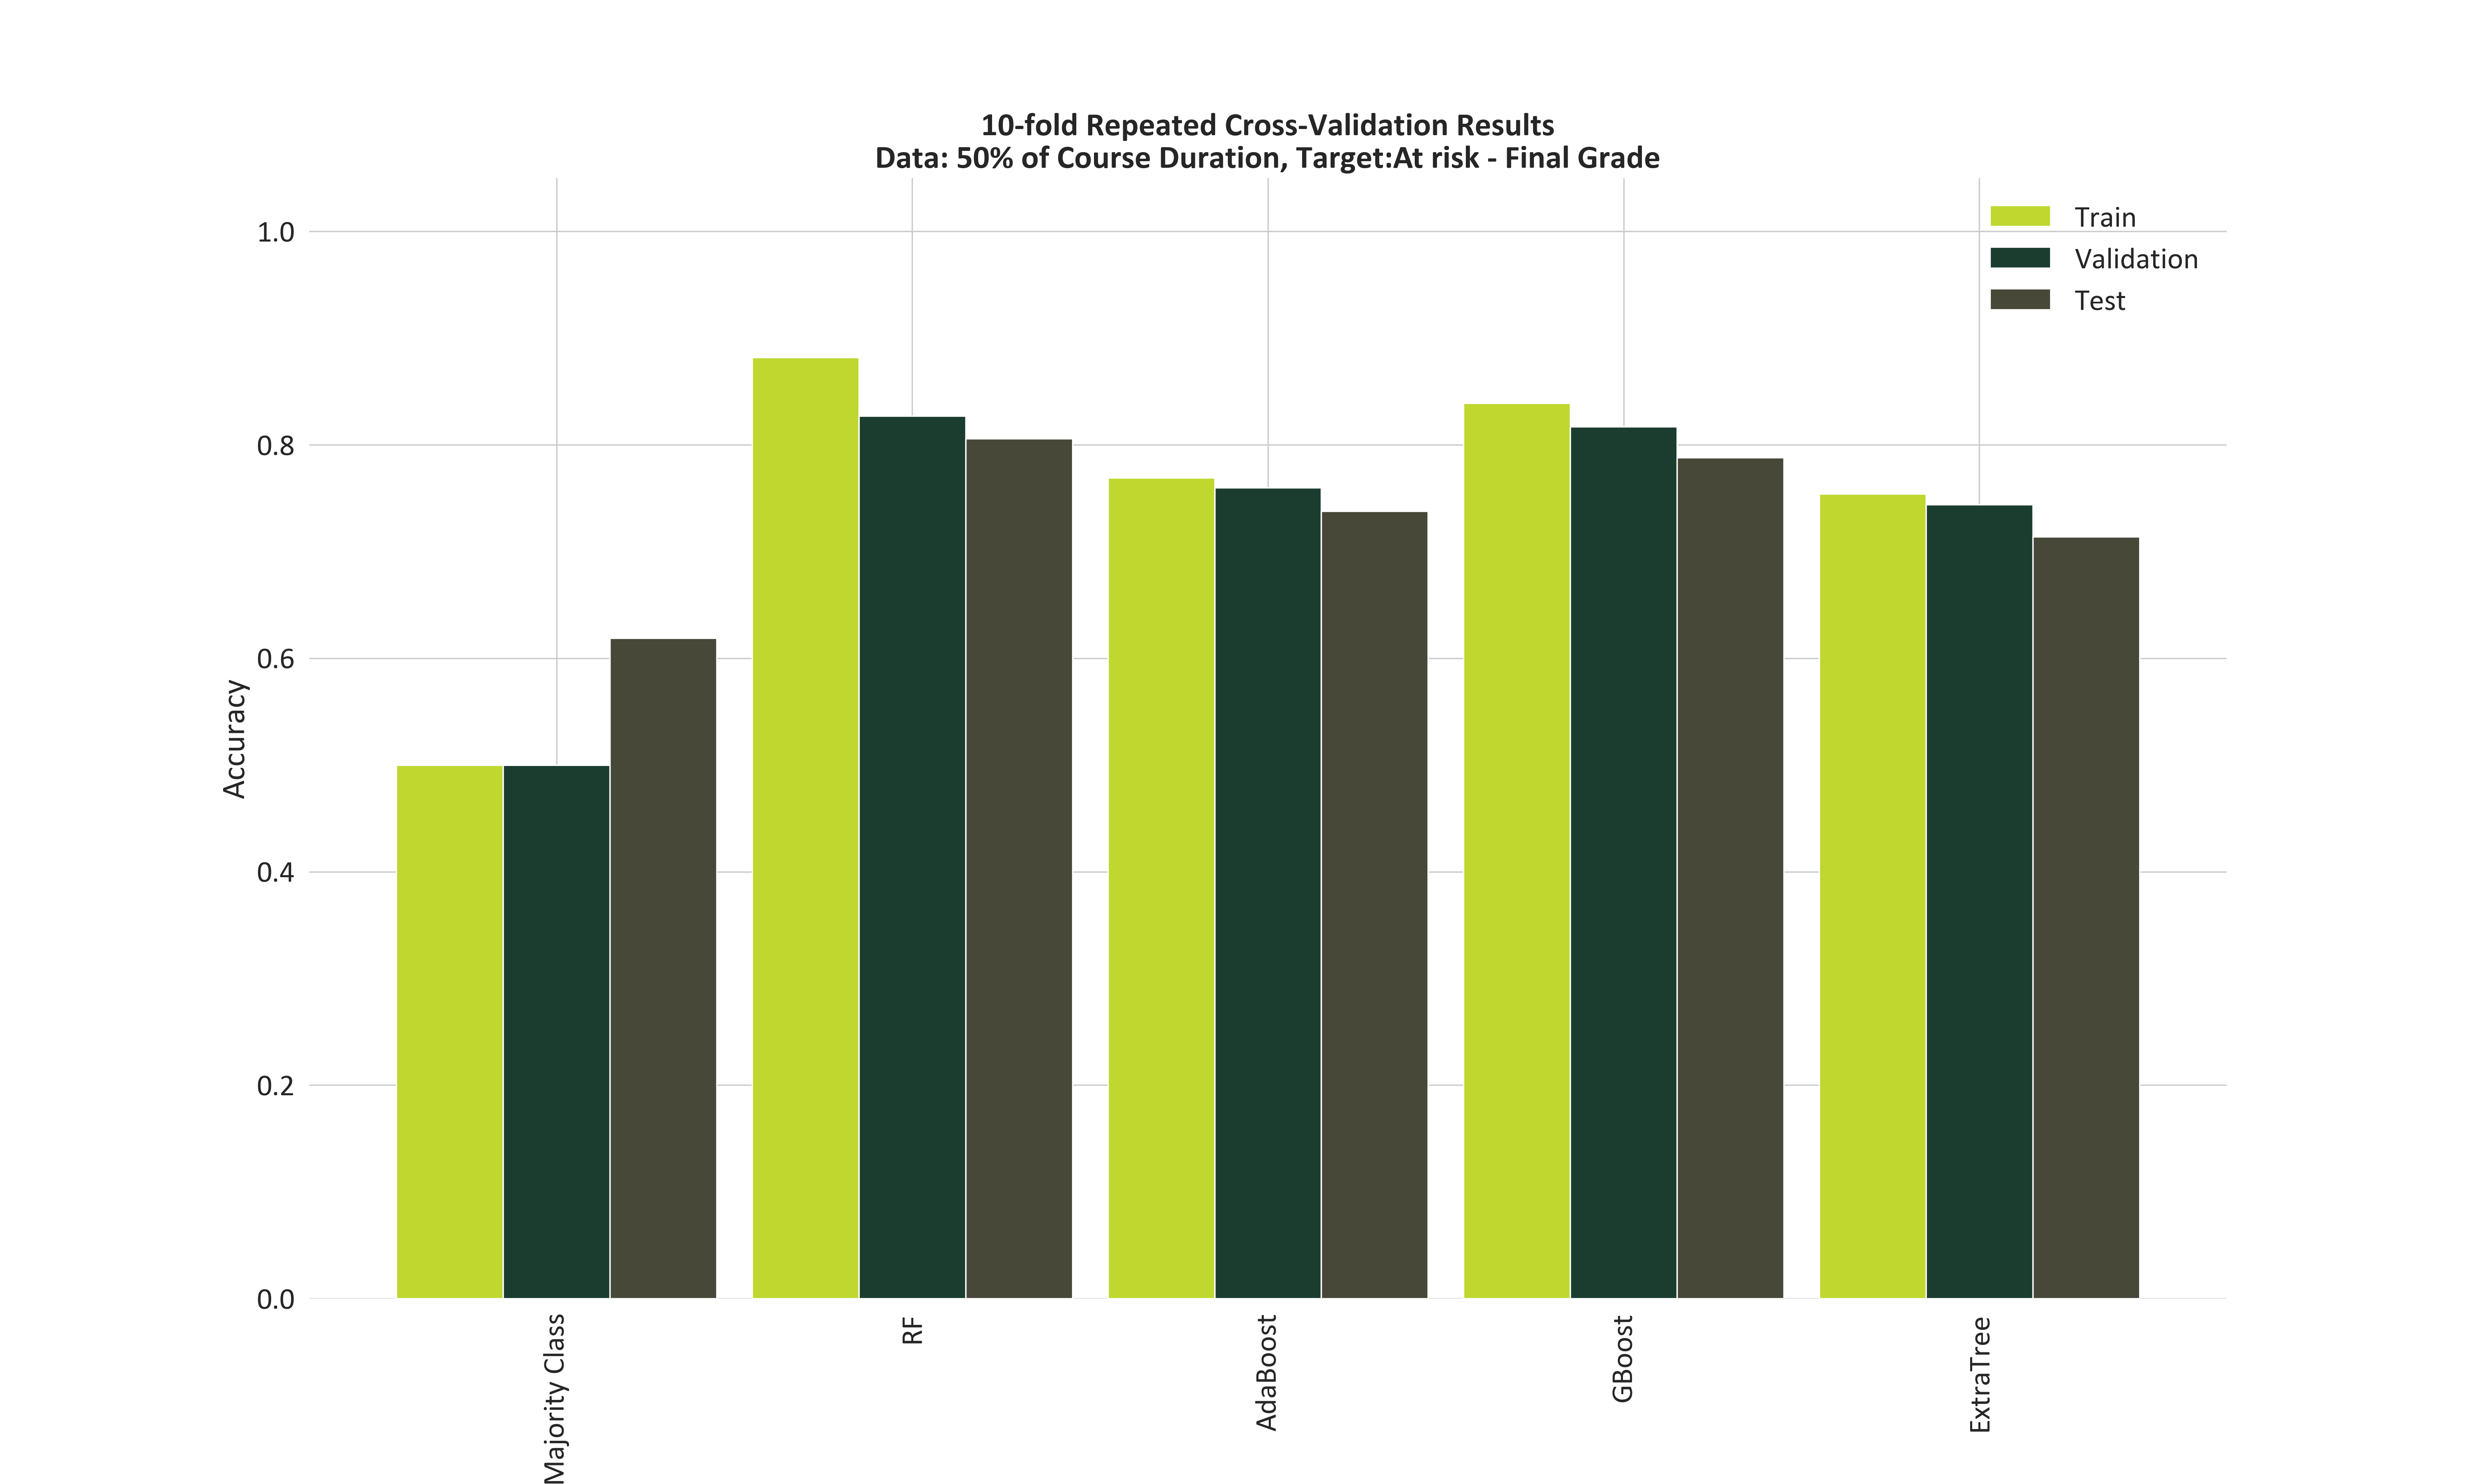 10-fold Repeated Cross-Validation Results
Data: 50% of Course Duration, Target:At risk - Final Grade
Train
Validation
Test
1.0
0.8
0.6
0.4
0.2
0.0
Accuracy
Majority Class
RF
AdaBoost
GBoost
ExtraTree